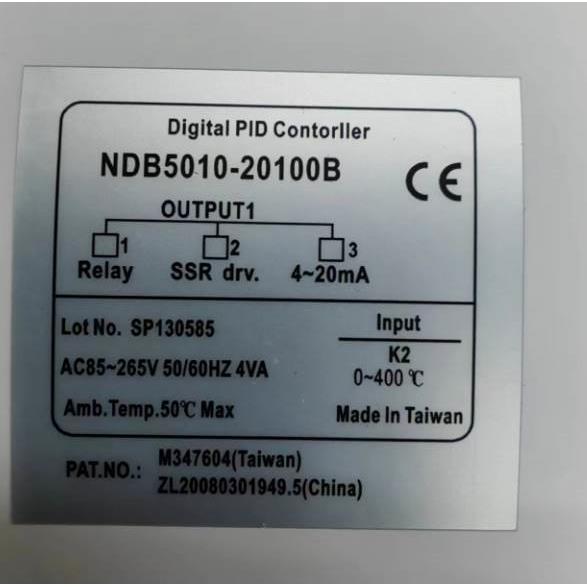 Digital PID Contorller
NDB5010-20100B
CE
OUTPUT1
1 2 3
Relay SSR drv. 4~20mA
Lot No. SP130585
Input
K2
AC85~265V 50/60HZ 4VA
0~400 ℃
Amb.Temp.50℃ Max
Made In Taiwan
PAT.NO.: M347604(Taiwan)
ZL20080301949.5(China)